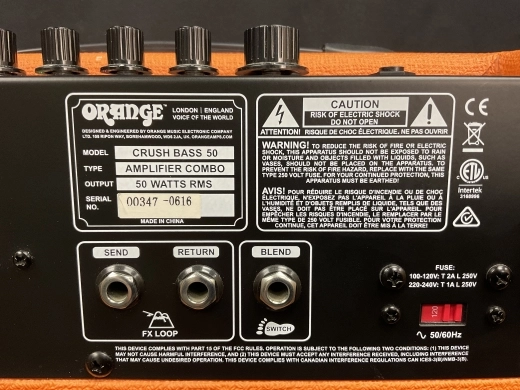 ORANGE
LONDON | ENGLAND
VOICE OF THE WORLD
DESIGNED & ENGINEERED BY ORANGE MUSIC ELECTRONIC COMPANY
LTD. 108 RIPON WAY, BOREHAMWOOD, WD6 2JA, UK. ORANGEAMPS.COM
MODEL CRUSH BASS 50
TYPE AMPLIFIER COMBO
OUTPUT 50 WATTS RMS
SERIAL NO. 00347-0616
MADE IN CHINA
CAUTION
RISK OF ELECTRIC SHOCK
DO NOT OPEN
ATTENTION! RISQUE DE CHOC ÉLECTRIQUE. NE PAS OUVRIR
WARNING! TO REDUCE THE RISK OF FIRE OR ELECTRIC
SHOCK, THIS APPARATUS SHOULD NOT BE EXPOSED TO RAIN
OR MOISTURE AND OBJECTS FILLED WITH LIQUIDS, SUCH AS
VASES, SHOULD NOT BE PLACED ON THIS APPARATUS. TO
PREVENT THE RISK OF FIRE HAZARD, REPLACE WITH THE SAME
TYPE 250 VOLT FUSE. FOR YOUR CONTINUED PROTECTION, THIS
APPARATUS MUST BE EARTHED!
AVIS! POUR RÉDUIRE LE RISQUE D'INCENDIE OU DE CHOC
ÉLECTRIQUE, N'EXPOSEZ PAS L'APPAREIL À LA PLUIE OU À
L'HUMIDITÉ ET D'OBJETS REMPLIS DE LIQUIDES, TELS QUE DES
VASES, NE DOIT PAS ÊTRE PLACÉ SUR L'APPAREIL. POUR
EMPÊCHER LES RISQUES D'INCENDIE, LE REMPLACER PAR LE
MÊME TYPE DE 250 VOLT FUSIBLE. POUR VOTRE PROTECTION
CONTINUE, CET APPAREIL DOIT ÊTRE MIS À LA TERRE!
CE
ETL
Intertek
SEND
RETURN
FX LOOP
BLEND
SWITCH
FUSE:
100-120V: T 2A L 250V
220-240V: T 1A L 250V
120
50/60Hz
THIS DEVICE COMPLIES WITH PART 15 OF THE FCC RULES. OPERATION IS SUBJECT TO THE FOLLOWING TWO CONDITIONS: (1) THIS DEVICE
MAY NOT CAUSE HARMFUL INTERFERENCE, AND (2) THIS DEVICE MUST ACCEPT ANY INTERFERENCE RECEIVED, INCLUDING INTERFERENCE
THAT MAY CAUSE UNDESIRED OPERATION. THIS DEVICE COMPLIES WITH CANADIAN INTERFERENCE REGULATIONS CAN ICES-3(B)/NMB-3(B).